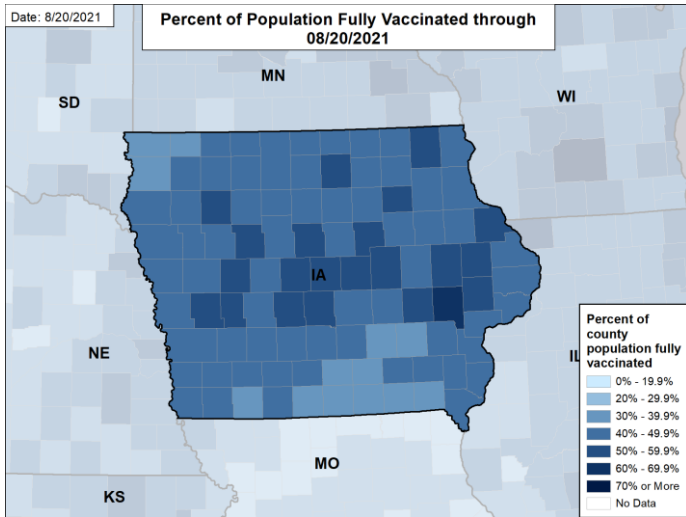 Date: 8/20/2021
Percent of Population Fully Vaccinated through
08/20/2021
MN
SD
WI
IA
NE
IL
MO
KS
Percent of
county
population fully
vaccinated
0% - 19.9%
20% - 29.9%
30% - 39.9%
40% - 49.9%
50% - 59.9%
60% - 69.9%
70% or More
No Data